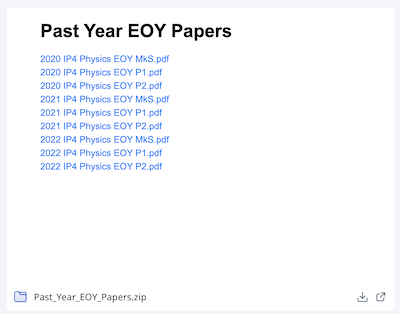 Past Year EOY Papers
2020 IP4 Physics EOY MkS.pdf
2020 IP4 Physics EOY P1.pdf
2020 IP4 Physics EOY P2.pdf
2021 IP4 Physics EOY MkS.pdf
2021 IP4 Physics EOY P1.pdf
2021 IP4 Physics EOY P2.pdf
2022 IP4 Physics EOY MkS.pdf
2022 IP4 Physics EOY P1.pdf
2022 IP4 Physics EOY P2.pdf
Past_Year_EOY_Papers.zip